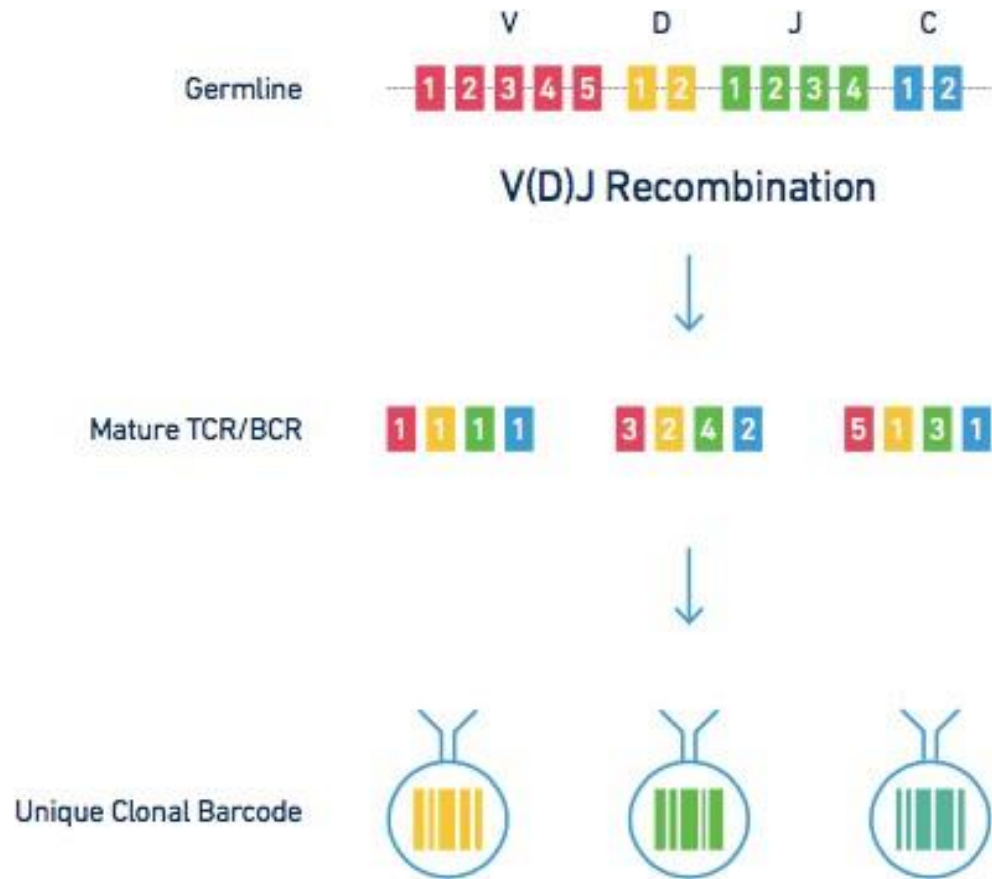 V D J C
Germline 1 2 3 4 5 1 2 1 2 3 4 1 2
V(D)J Recombination
Mature TCR/BCR 1 1 1 1 3 2 4 2 5 1 3 1
Unique Clonal Barcode